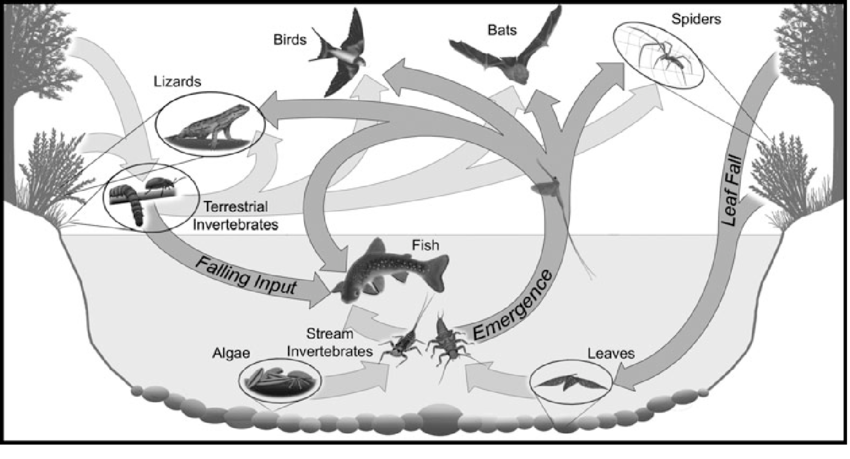 Birds
Bats
Spiders
Lizards
Terrestrial
Invertebrates
Leaf Fall
Fish
Falling Input
Emergence
Stream
Invertebrates
Algae
Leaves